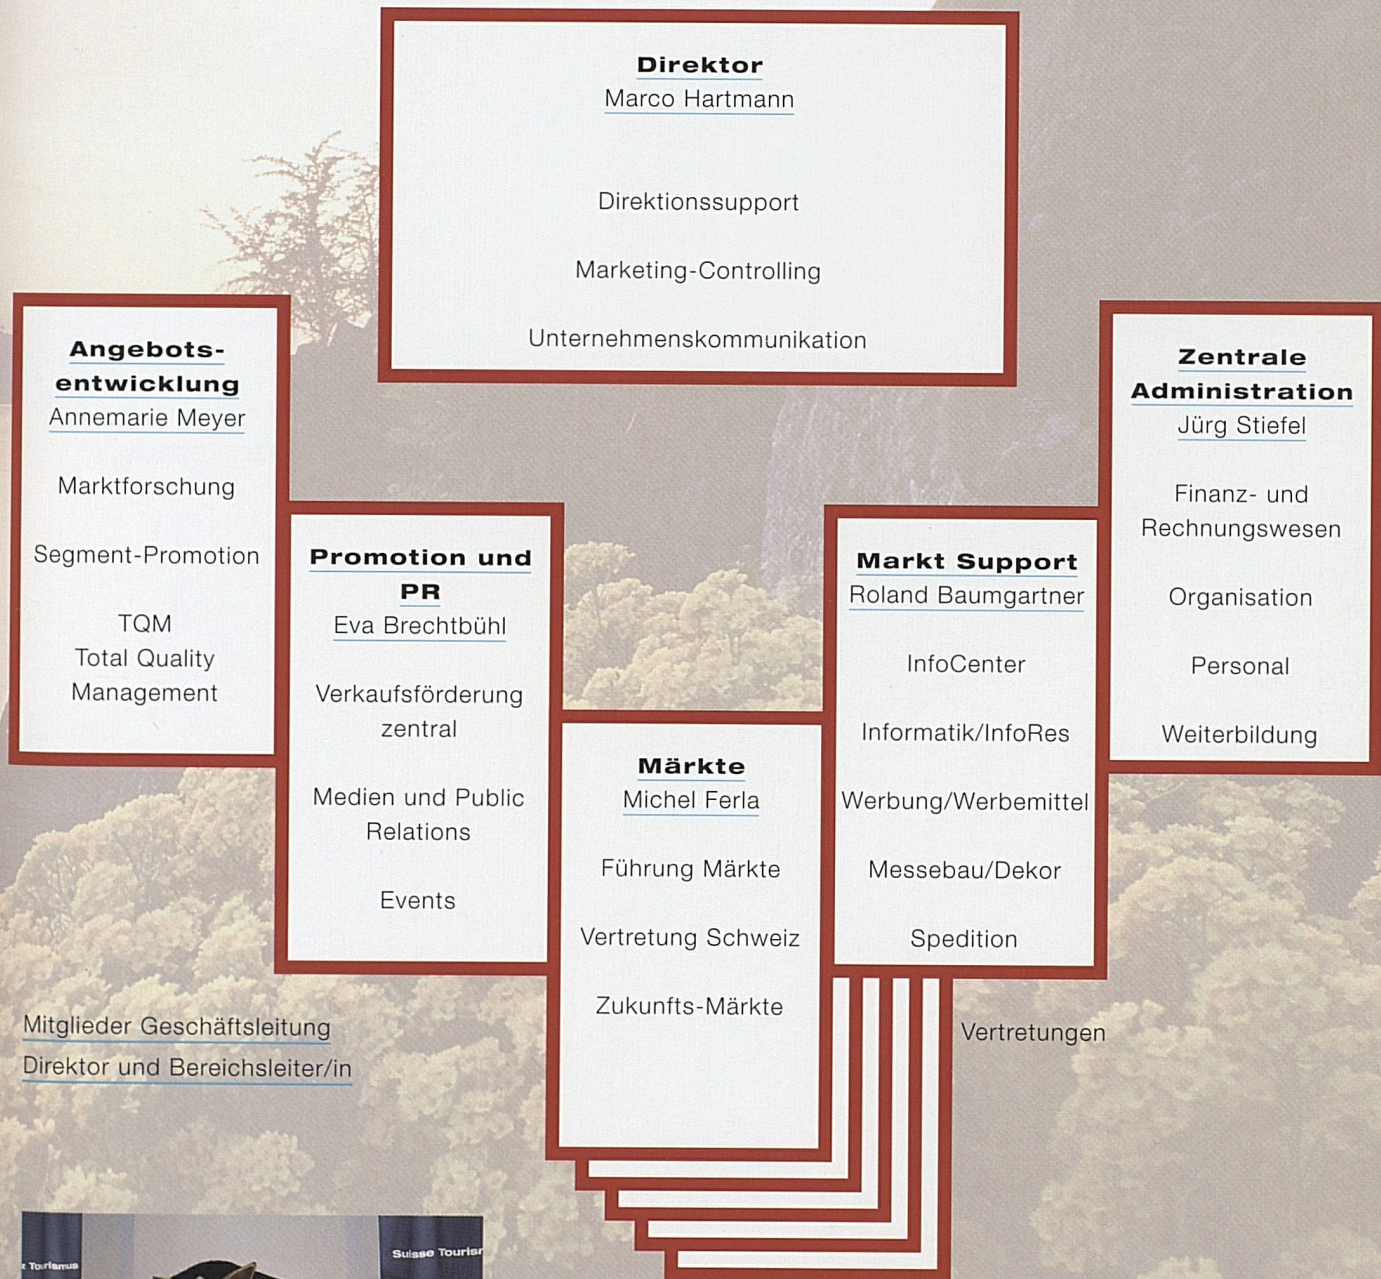 Direktor
Marco Hartmann
Direktionssupport
Marketing-Controlling
Unternehmenskommunikation
Angebots-
entwicklung
Annemarie Meyer
Marktforschung
Segment-Promotion
TQM
Total Quality
Management
Promotion und
PR
Eva Brechtbühl
Verkaufsförderung
zentral
Medien und Public
Relations
Events
Märkte
Michel Ferla
Führung Märkte
Vertretung Schweiz
Zukunfts-Märkte
Markt Support
Roland Baumgartner
InfoCenter
Informatik/InfoRes
Werbung/Werbemittel
Messebau/Dekor
Spedition
Zentrale
Administration
Jürg Stiefel
Finanz- und
Rechnungswesen
Organisation
Personal
Weiterbildung
Vertretungen
Mitglieder Geschäftsleitung
Direktor und Bereichsleiter/in
Tourismus
Suisse